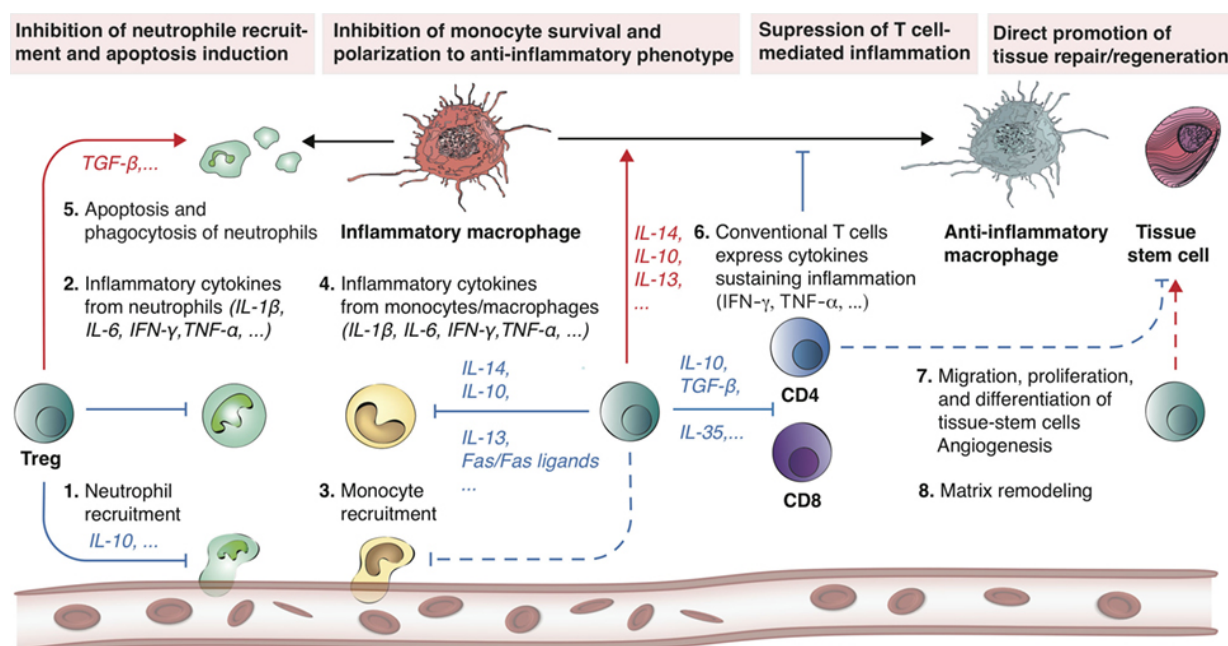 Inhibition of neutrophile recruit-
ment and apoptosis induction
Inhibition of monocyte survival and
polarization to anti-inflammatory phenotype
Supression of T cell-
mediated inflammation
Direct promotion of
tissue repair/regeneration
TGF-β,...
5. Apoptosis and
phagocytosis of neutrophils
Inflammatory macrophage
IL-14,
IL-10,
IL-13,
...
6. Conventional T cells
express cytokines
sustaining inflammation
(IFN-γ, TNF-α, ...)
Anti-inflammatory
macrophage
Tissue
stem cell
2. Inflammatory cytokines
from neutrophils (IL-1β,
IL-6, IFN-γ,TNF-α, ...)
4. Inflammatory cytokines
from monocytes/macrophages
(IL-1β, IL-6, IFN-γ,TNF-α, ...)
Treg
IL-14,
IL-10,
IL-13,
Fas/Fas ligands
...
IL-10,
TGF-β,
IL-35,...
CD4
CD8
7. Migration, proliferation,
and differentiation of
tissue-stem cells
Angiogenesis
8. Matrix remodeling
1. Neutrophil
recruitment
IL-10, ...
3. Monocyte
recruitment